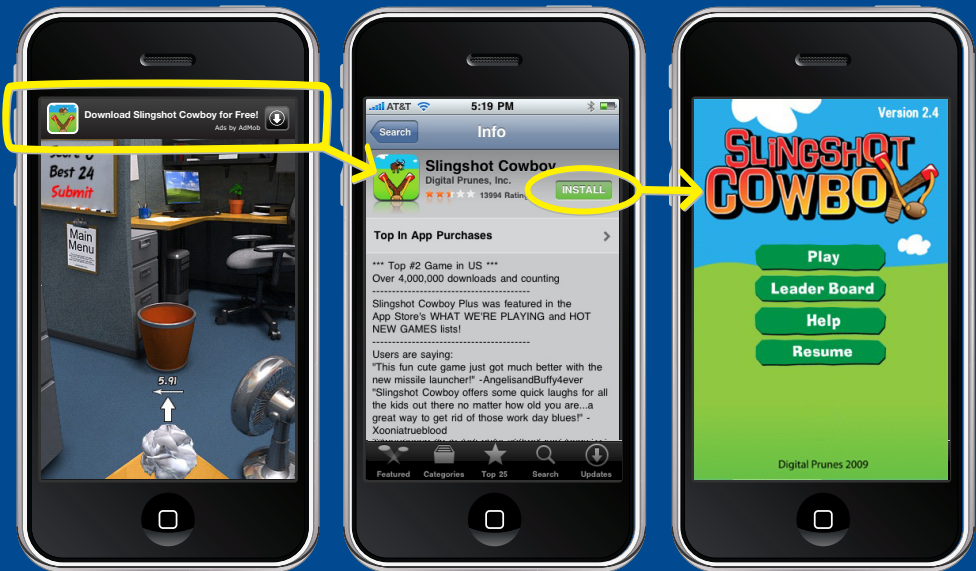 Download Slingshot Cowboy for Free!
Ads by AdMob
Score 0
Best 24
Submit
Main
Menu
5.91
AT&T
5:19 PM
Search
Info
Slingshot Cowboy
Digital Prunes, Inc.
13994 Rating
INSTALL
Top In App Purchases
*** Top #2 Game in US ***
Over 4,000,000 downloads and counting
----------------------------------------
Slingshot Cowboy Plus was featured in the
App Store's WHAT WE'RE PLAYING and HOT
NEW GAMES lists!
----------------------------------------
Users are saying:
"This fun cute game just got much better with the
new missile launcher!" -AngelisandBuffy4ever
"Slingshot Cowboy offers some quick laughs for all
the kids out there no matter how old you are...a
great way to get rid of those work day blues!" -
Xooniatrueblood
Featured
Categories
Top 25
Search
Updates
Version 2.4
SLINGSHOT
COWBOY
Play
Leader Board
Help
Resume
Digital Prunes 2009